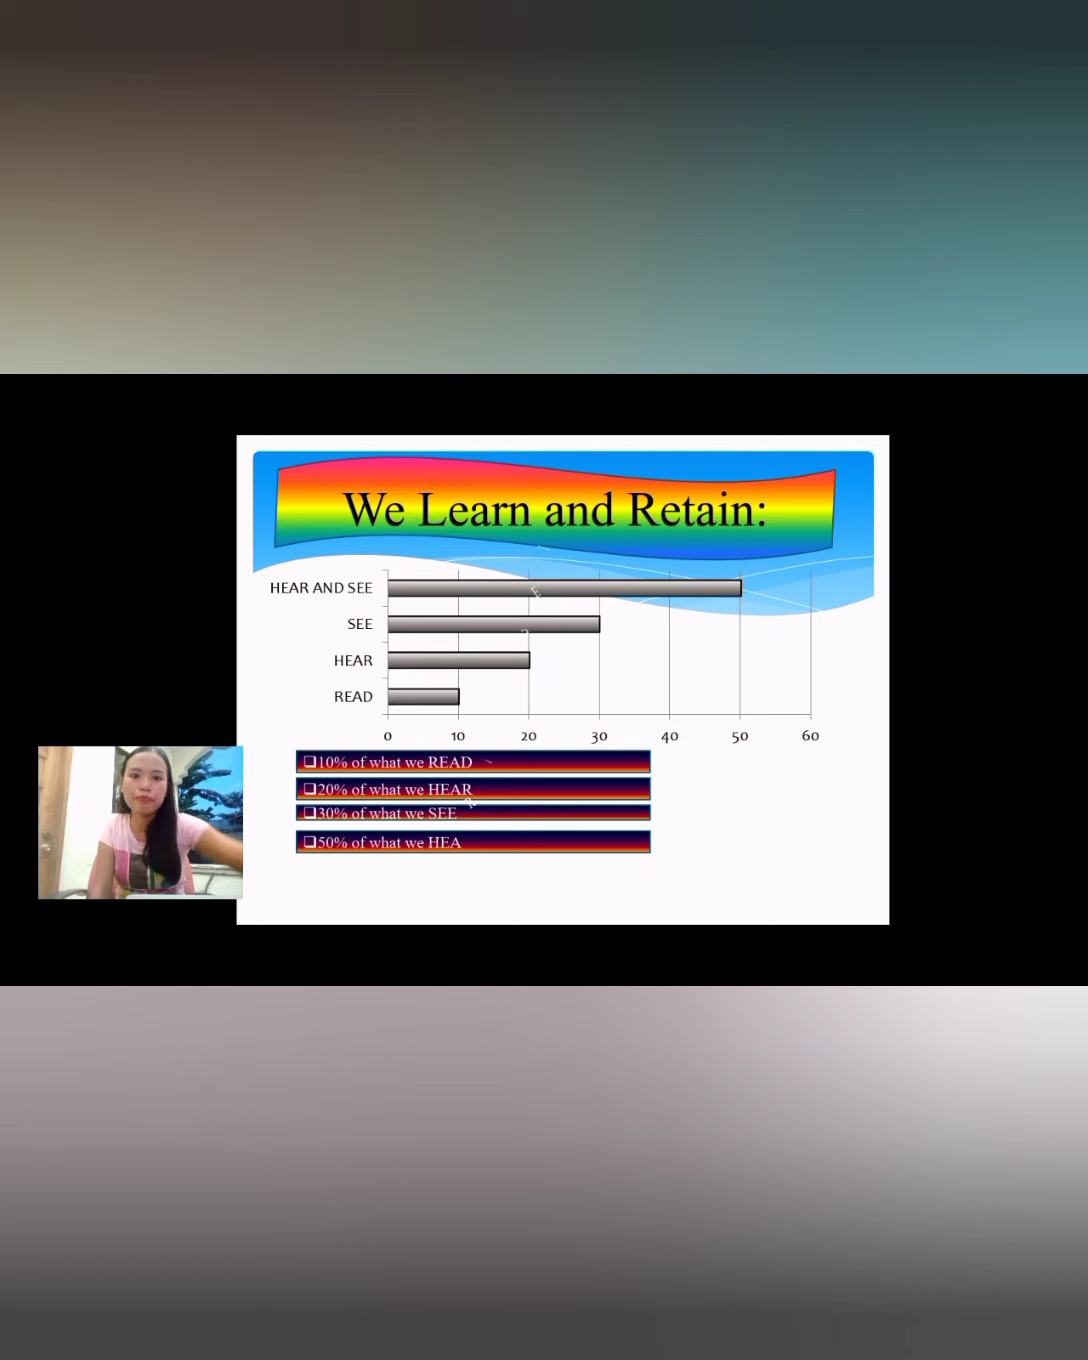 We Learn and Retain:
HEAR AND SEE
SEE
HEAR
READ
0 10 20 30 40 50 60
❑10% of what we READ
❑20% of what we HEAR
❑30% of what we SEE
❑50% of what we HEA